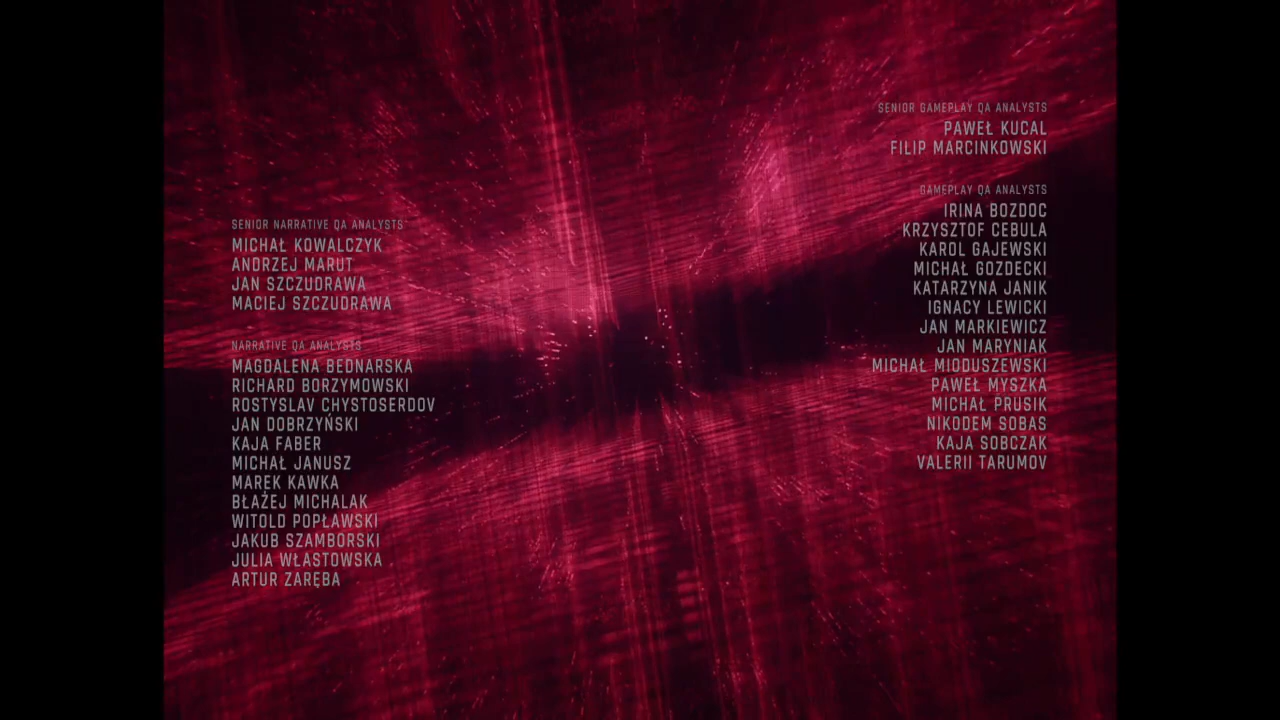 SENIOR NARRATIVE QA ANALYSTS
MICHAŁ KOWALCZYK
ANDRZEJ MARUT
JAN SZCZUDRAWA
MACIEJ SZCZUDRAWA
NARRATIVE QA ANALYSTS
MAGDALENA BEDNARSKA
RICHARD BORZYMOWSKI
ROSTYSLAV CHYSTOSERDOV
JAN DOBRZYŃSKI
KAJA FABER
MICHAŁ JANUSZ
MAREK KAWKA
BŁAŻEJ MICHALAK
WITOLD POPŁAWSKI
JAKUB SZAMBORSKI
JULIA WŁASTOWSKA
ARTUR ZARĘBA
SENIOR GAMEPLAY QA ANALYSTS
PAWEŁ KUCAL
FILIP MARCINKOWSKI
GAMEPLAY QA ANALYSTS
IRINA BOZDOC
KRZYSZTOF CEBULA
KAROL GAJEWSKI
MICHAŁ GOZDECKI
KATARZYNA JANIK
IGNACY LEWICKI
JAN MARKIEWICZ
JAN MARYNIAK
MICHAŁ MIODUSZEWSKI
PAWEŁ MYSZKA
MICHAŁ PRUSIK
NIKODEM SOBAS
KAJA SOBCZAK
VALERII TARUMOV